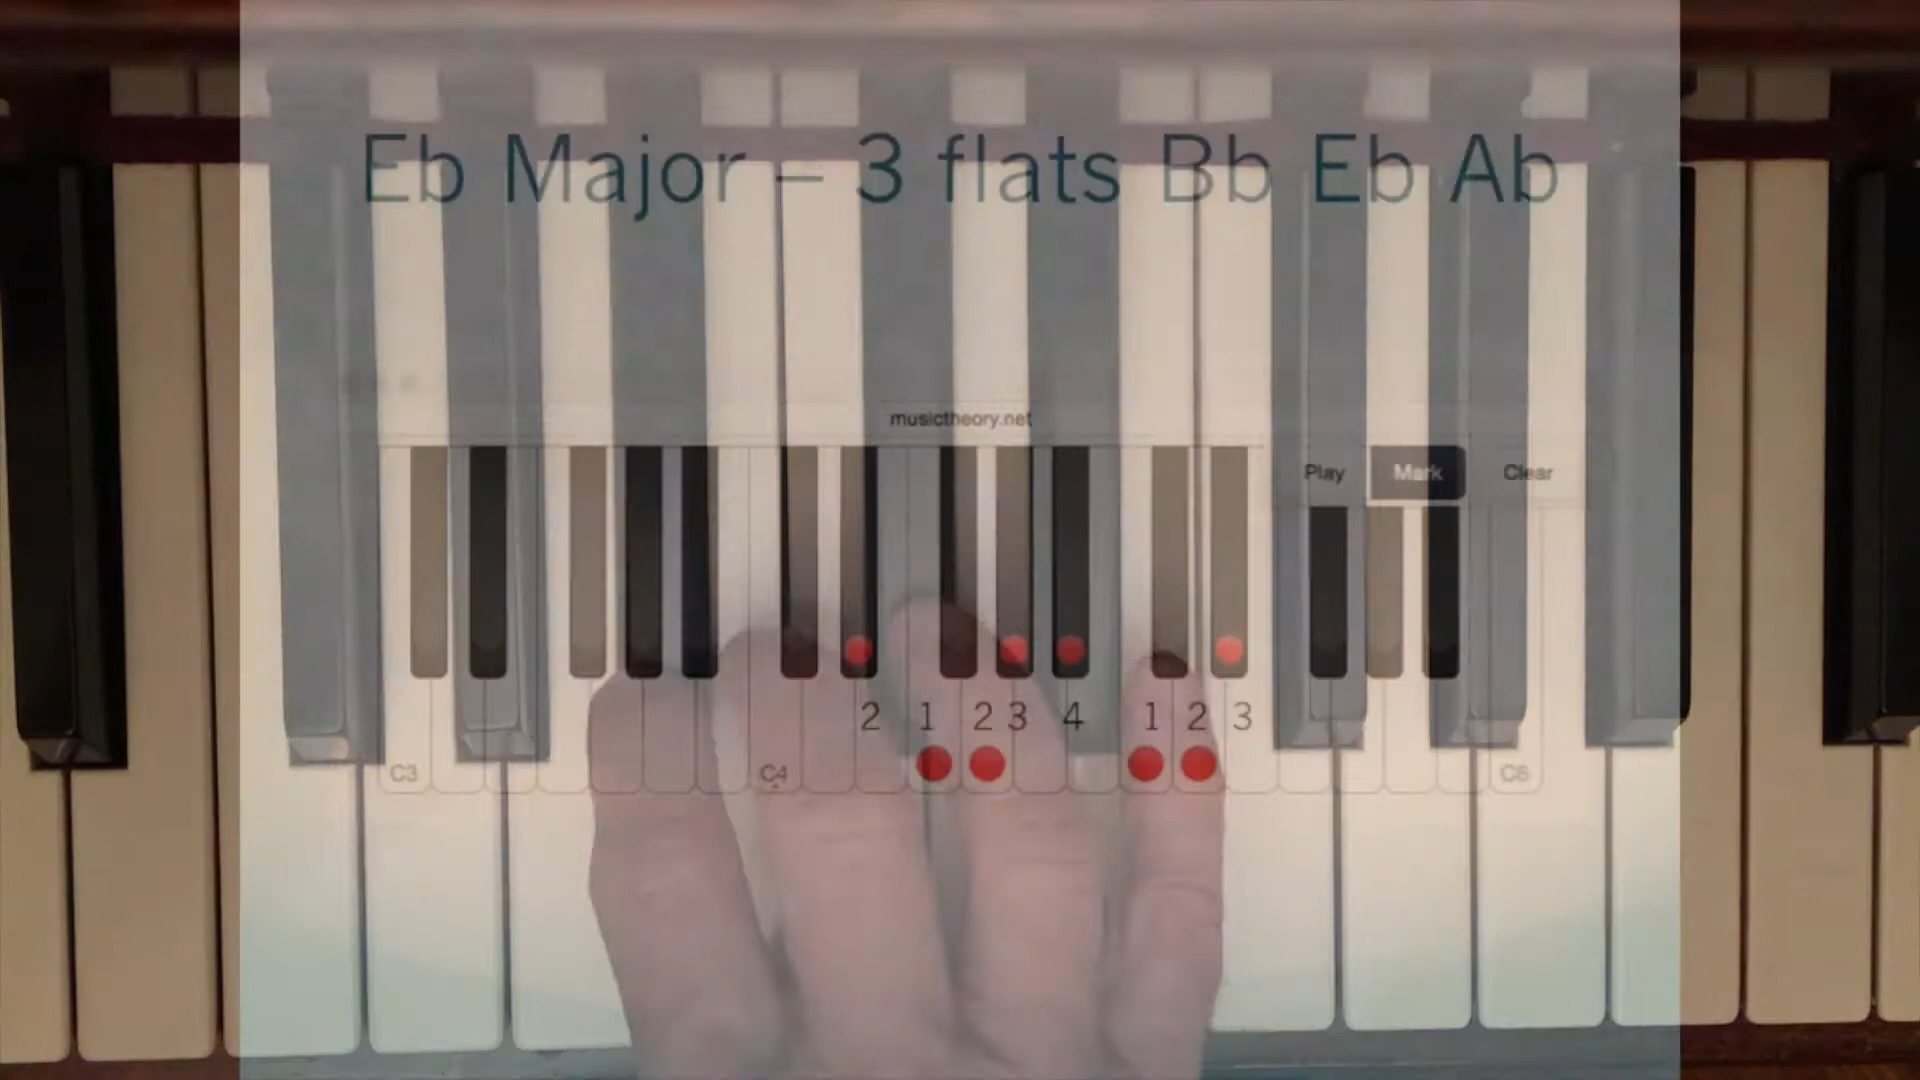 Eb Major – 3 flats Bb Eb Ab
musictheory.net
Play Mark Clear
2 1 2 3 4 1 2 3
C3 C4 C6